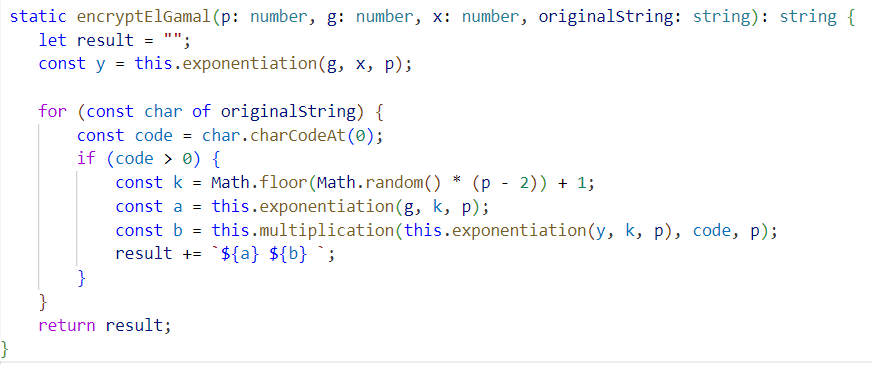 static encryptElGamal(p: number, g: number, x: number, originalString: string): string {
let result = "";
const y = this.exponentiation(g, x, p);
for (const char of originalString) {
const code = char.charCodeAt(0);
if (code > 0) {
const k = Math.floor(Math.random() * (p - 2)) + 1;
const a = this.exponentiation(g, k, p);
const b = this.multiplication(this.exponentiation(y, k, p), code, p);
result += `${a} ${b} `;
}
}
return result;
}